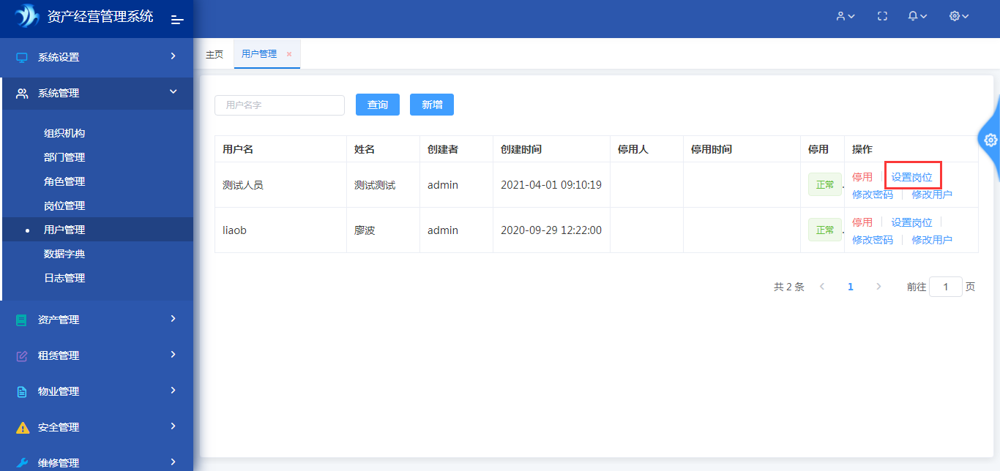 资产经营管理系统
系统设置
系统管理
组织机构
部门管理
角色管理
岗位管理
用户管理
数据字典
日志管理
资产管理
租赁管理
物业管理
安全管理
维修管理
主页 用户管理 ×
用户名字 查询 新增
用户名 姓名 创建者 创建时间 停用人 停用时间 停用 操作
测试人员 测试测试 admin 2021-04-01 09:10:19 正常 停用 设置岗位
修改密码 修改用户
liaob 廖波 admin 2020-09-29 12:22:00 正常 停用 设置岗位
修改密码 修改用户
共 2 条 < 1 > 前往 1 页